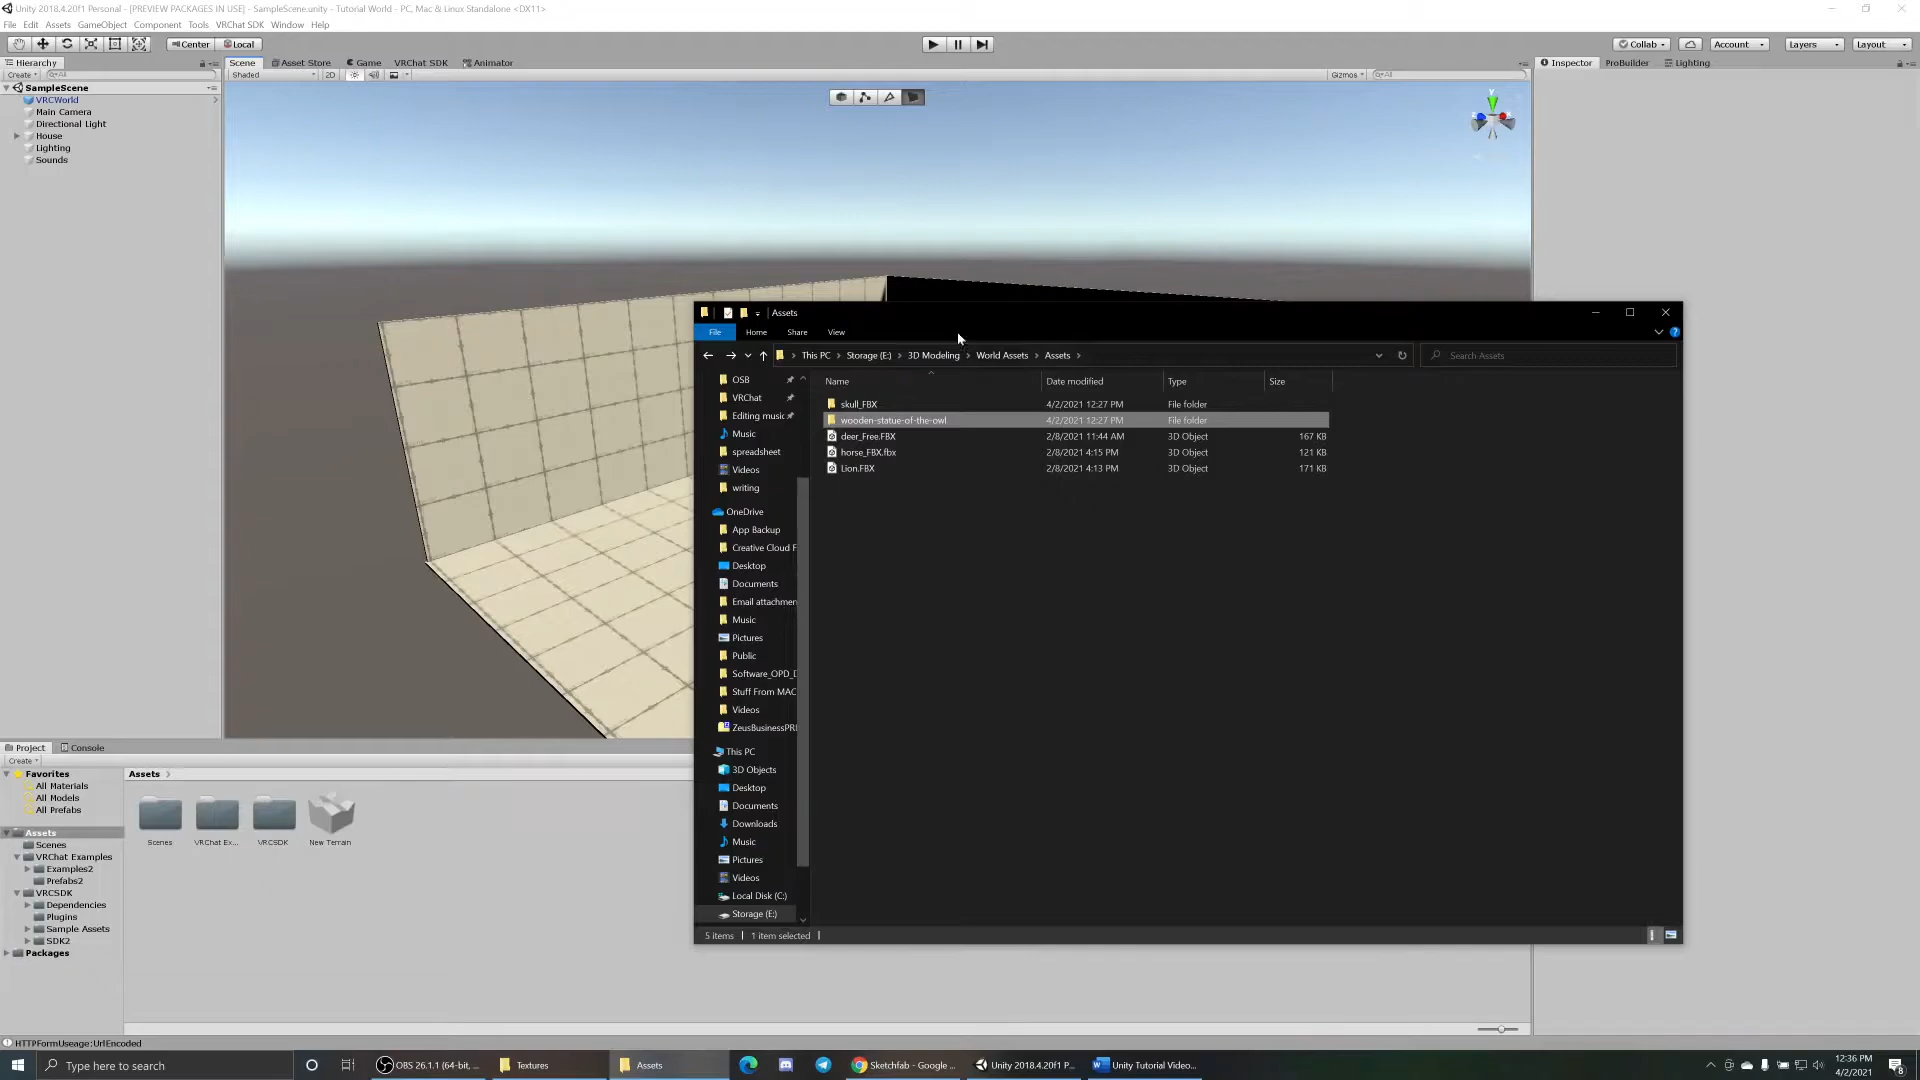 Unity 2018.4.20f1 Personal - [PREVIEW PACKAGES IN USE] - SampleScene.unity - Tutorial World - PC, Mac & Linux Standalone <DX11>
File Edit Assets GameObject Component Tools VRChat SDK Window Help
Center Local
Collab Account Layers Layout
Hierarchy
Scene Asset Store Game VRChat SDK Animator
Inspector ProBuilder Lighting
Create All
Shaded 2D
Gizmos All
SampleScene
VRCWorld
Main Camera
Directional Light
House
Lighting
Sounds
Y
Assets
File Home Share View
This PC > Storage (E:) > 3D Modeling > World Assets > Assets >
Search Assets
Name Date modified Type Size
skull_FBX 4/2/2021 12:27 PM File folder
wooden-statue-of-the-owl 4/2/2021 12:27 PM File folder
deer_Free.FBX 2/8/2021 11:44 AM 3D Object 167 KB
horse_FBX.fbx 2/8/2021 4:15 PM 3D Object 121 KB
Lion.FBX 2/8/2021 4:13 PM 3D Object 171 KB
OSB
VRChat
Editing music
Music
spreadsheet
Videos
writing
OneDrive
App Backup
Creative Cloud F
Desktop
Documents
Email attachmen
Music
Pictures
Public
Software_OPD_D
Stuff From MAC
Videos
ZeusBusinessPRI
This PC
3D Objects
Desktop
Documents
Downloads
Music
Pictures
Videos
Local Disk (C:)
Storage (E:)
5 items 1 item selected
Project Console
Create
Favorites
All Materials
All Models
All Prefabs
Assets
Scenes
VRChat Examples
Examples2
Prefabs2
VRCSDK
Dependencies
Plugins
Sample Assets
SDK2
Packages
Assets >
Scenes VRChat Ex... VRCSDK New Terrain
HTTPFormUseage:UrlEncoded
Type here to search
OBS 26.1.1 (64-bit, ...
Textures
Assets
Sketchfab - Google ...
Unity 2018.4.20f1 P...
Unity Tutorial Video...
12:36 PM
4/2/2021
8